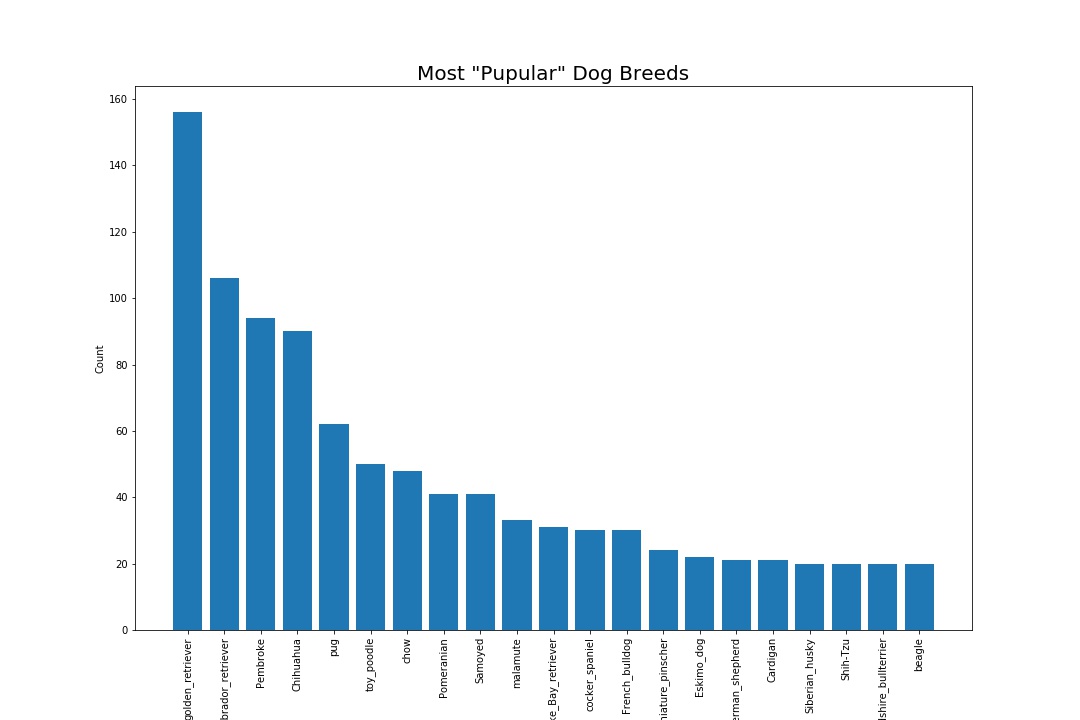 Most "Pupular" Dog Breeds
160
140
120
100
80
60
40
20
0
Count
golden_retriever
brador_retriever
Pembroke
Chihuahua
pug
toy_poodle
chow
Pomeranian
Samoyed
malamute
ke_Bay_retriever
cocker_spaniel
French_bulldog
niature_pinscher
Eskimo_dog
erman_shepherd
Cardigan
Siberian_husky
Shih-Tzu
dshire_bullterrier
beagle